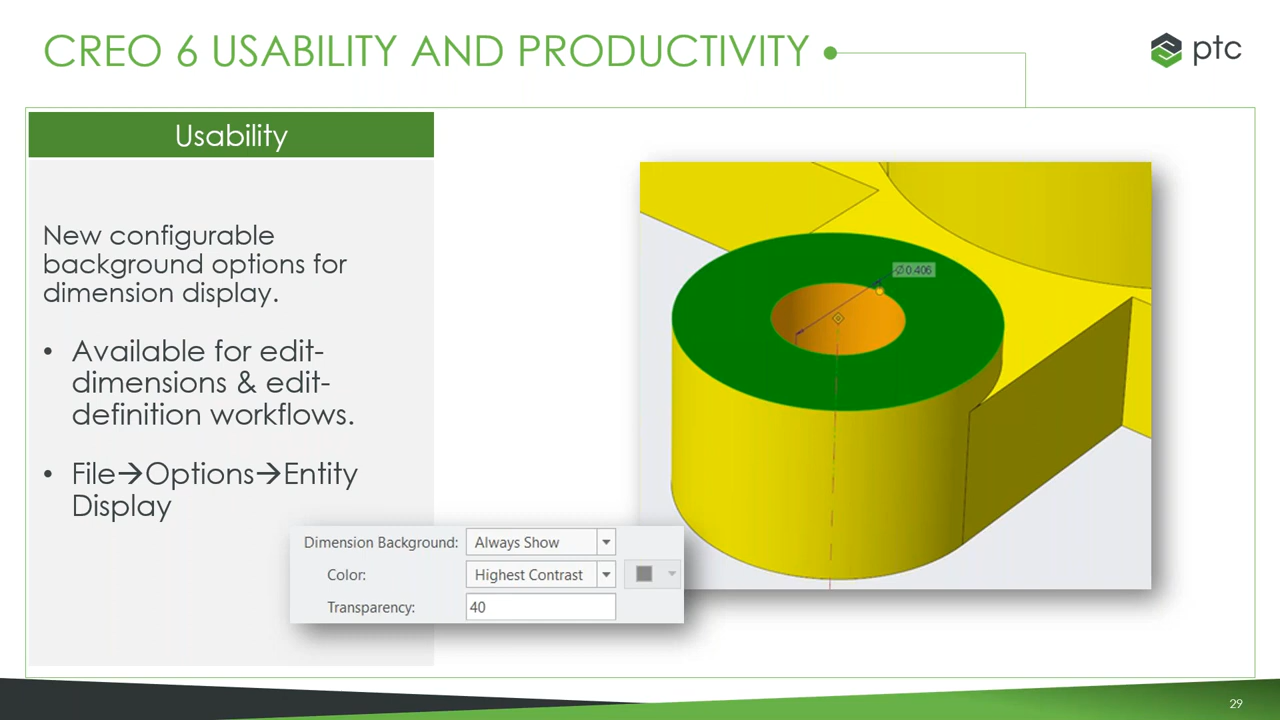 CREO 6 USABILITY AND PRODUCTIVITY
ptc
Usability
New configurable
background options for
dimension display.
• Available for edit-
dimensions & edit-
definition workflows.
• File→Options→Entity
Display
Ø0.406
Dimension Background: Always Show
Color: Highest Contrast
Transparency: 40
29